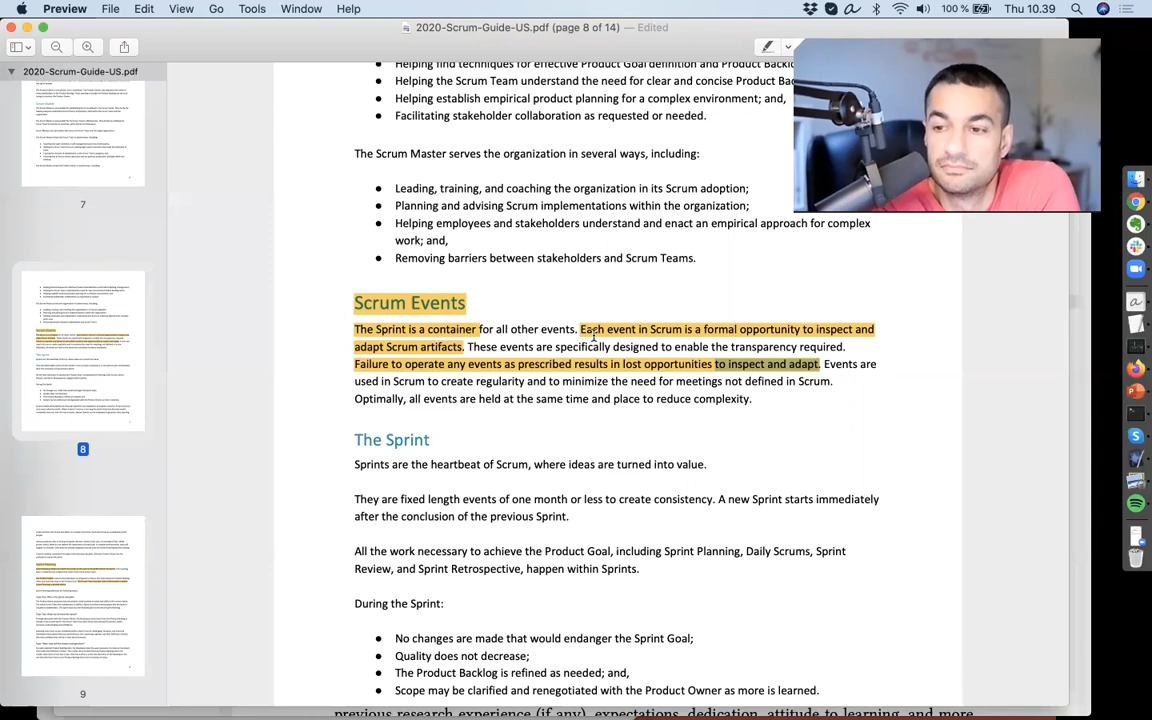 Preview File Edit View Go Tools Window Help 100 % Thu 10.39
2020-Scrum-Guide-US.pdf (page 8 of 14) — Edited
2020-Scrum-Guide-US.pdf
7
8
9
Helping find techniques for effective Product Goal definition and Product
Helping the Scrum Team understand the need for clear and concise Product
● Helping establish empirical product planning for a complex environment; and,
● Facilitating stakeholder collaboration as requested or needed.
The Scrum Master serves the organization in several ways, including:
● Leading, training, and coaching the organization in its Scrum adoption;
● Planning and advising Scrum implementations within the organization;
● Helping employees and stakeholders understand and enact an empirical approach for complex
work; and,
● Removing barriers between stakeholders and Scrum Teams.
Scrum Events
The Sprint is a container for all other events. Each event in Scrum is a formal opportunity to inspect and
adapt Scrum artifacts. These events are specifically designed to enable the transparency required.
Failure to operate any events as prescribed results in lost opportunities to inspect and adapt. Events are
used in Scrum to create regularity and to minimize the need for meetings not defined in Scrum.
Optimally, all events are held at the same time and place to reduce complexity.
The Sprint
Sprints are the heartbeat of Scrum, where ideas are turned into value.
They are fixed length events of one month or less to create consistency. A new Sprint starts immediately
after the conclusion of the previous Sprint.
All the work necessary to achieve the Product Goal, including Sprint Planning, Daily Scrums, Sprint
Review, and Sprint Retrospective, happen within Sprints.
During the Sprint:
● No changes are made that would endanger the Sprint Goal;
● Quality does not decrease;
● The Product Backlog is refined as needed; and,
● Scope may be clarified and renegotiated with the Product Owner as more is learned.
previous research experience (if any), expectations, dedication, attitude to learning, and more